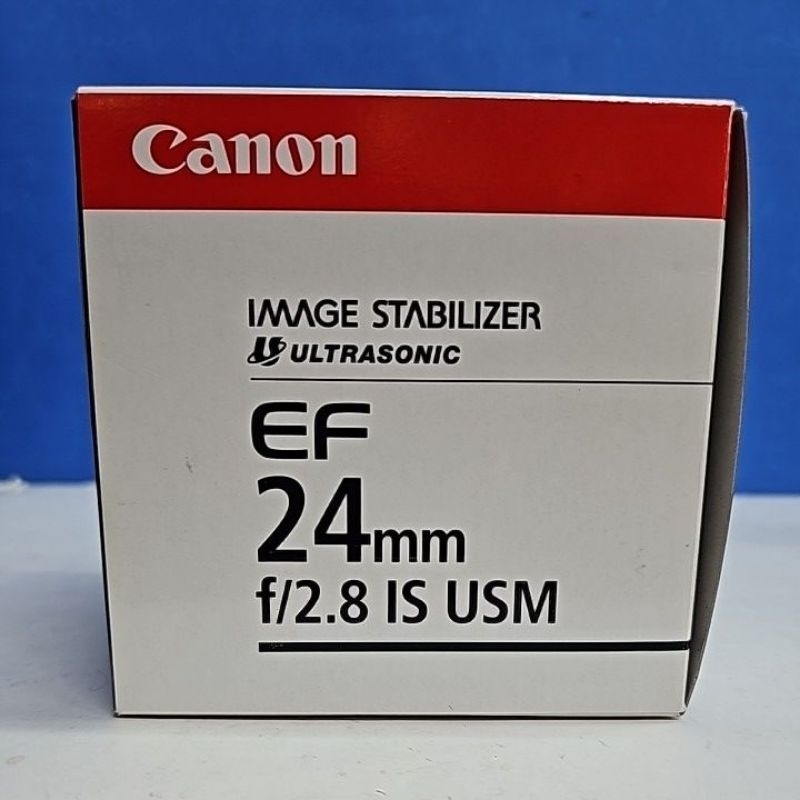 Canon
IMAGE STABILIZER
ULTRASONIC
EF
24mm
f/2.8 IS USM